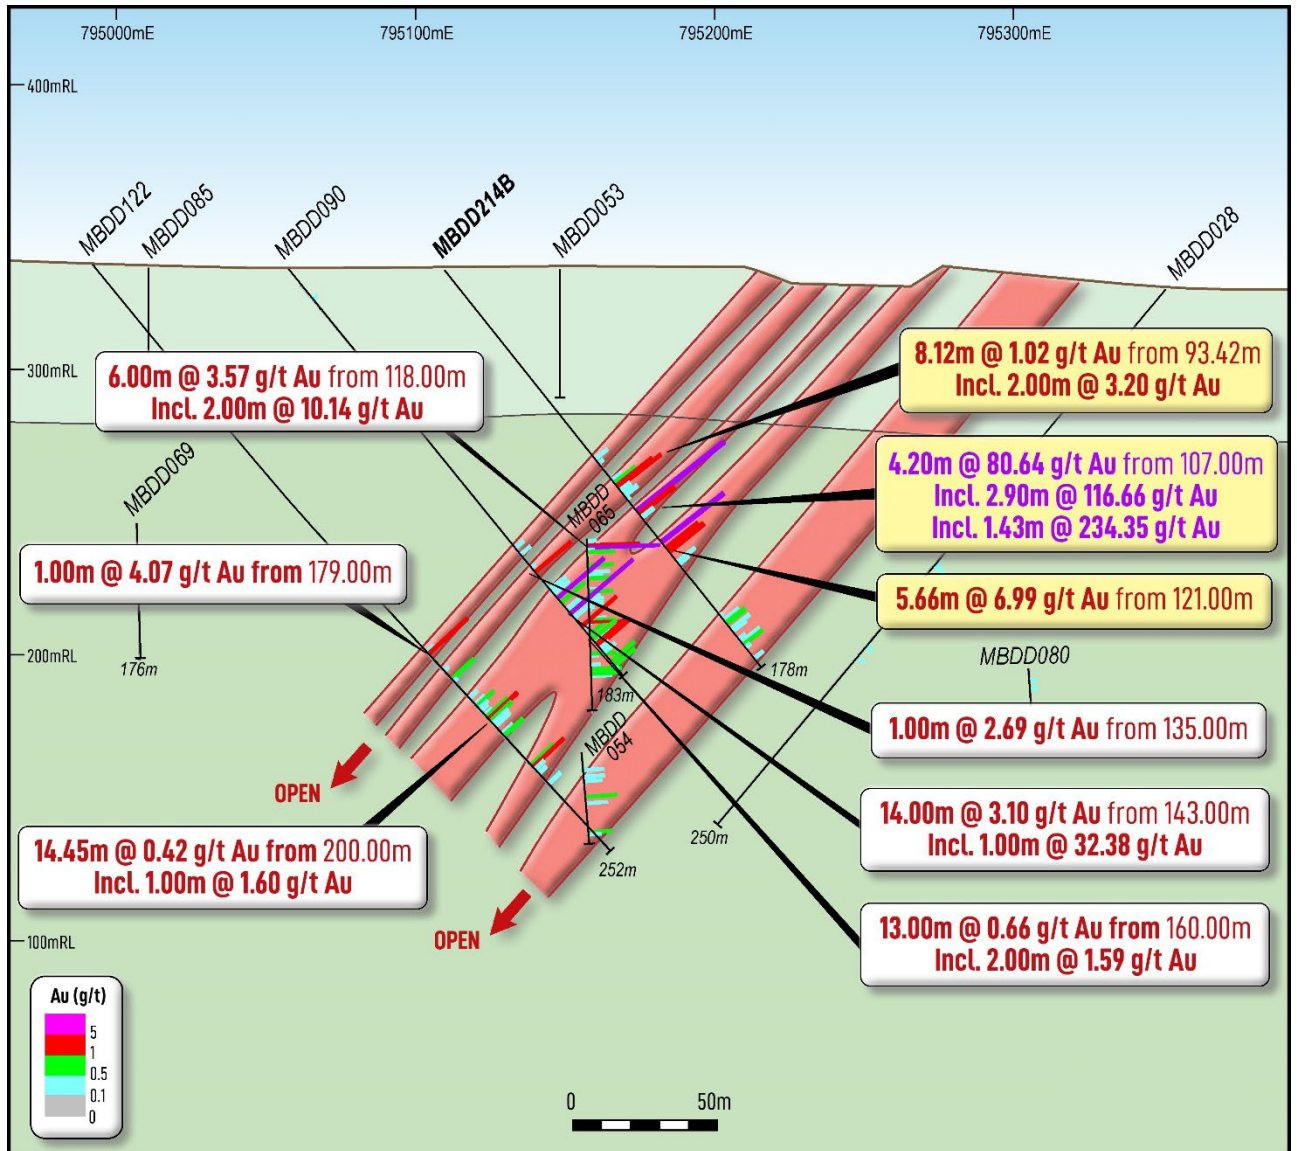 795000mE
795100mE
795200mE
795300mE
400mRL
MBDD122
MBDD085
MBDD090
MBDD214B
MBDD053
MBDD028
300mRL
6.00m @ 3.57 g/t Au from 118.00m
Incl. 2.00m @ 10.14 g/t Au
8.12m @ 1.02 g/t Au from 93.42m
Incl. 2.00m @ 3.20 g/t Au
MBDD069
MBDD
065
4.20m @ 80.64 g/t Au from 107.00m
Incl. 2.90m @ 116.66 g/t Au
Incl. 1.43m @ 234.35 g/t Au
1.00m @ 4.07 g/t Au from 179.00m
5.66m @ 6.99 g/t Au from 121.00m
200mRL
176m
183m
178m
MBDD080
MBDD
054
1.00m @ 2.69 g/t Au from 135.00m
OPEN
14.00m @ 3.10 g/t Au from 143.00m
Incl. 1.00m @ 32.38 g/t Au
250m
14.45m @ 0.42 g/t Au from 200.00m
Incl. 1.00m @ 1.60 g/t Au
252m
13.00m @ 0.66 g/t Au from 160.00m
Incl. 2.00m @ 1.59 g/t Au
OPEN
100mRL
Au (g/t)
5
1
0.5
0.1
0
0
50m